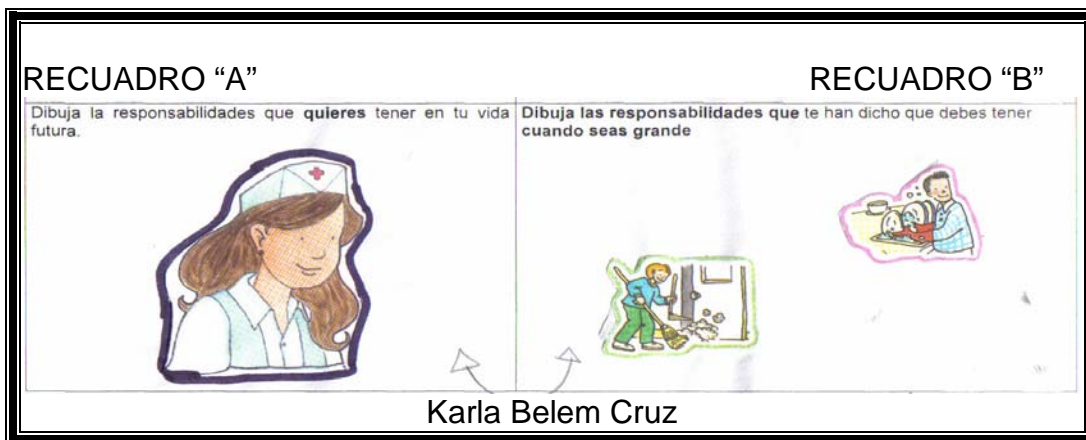 RECUADRO “A”
RECUADRO “B”
Dibuja la responsabilidades que quieres tener en tu vida
futura.
Dibuja las responsabilidades que te han dicho que debes tener
cuando seas grande
Karla Belem Cruz